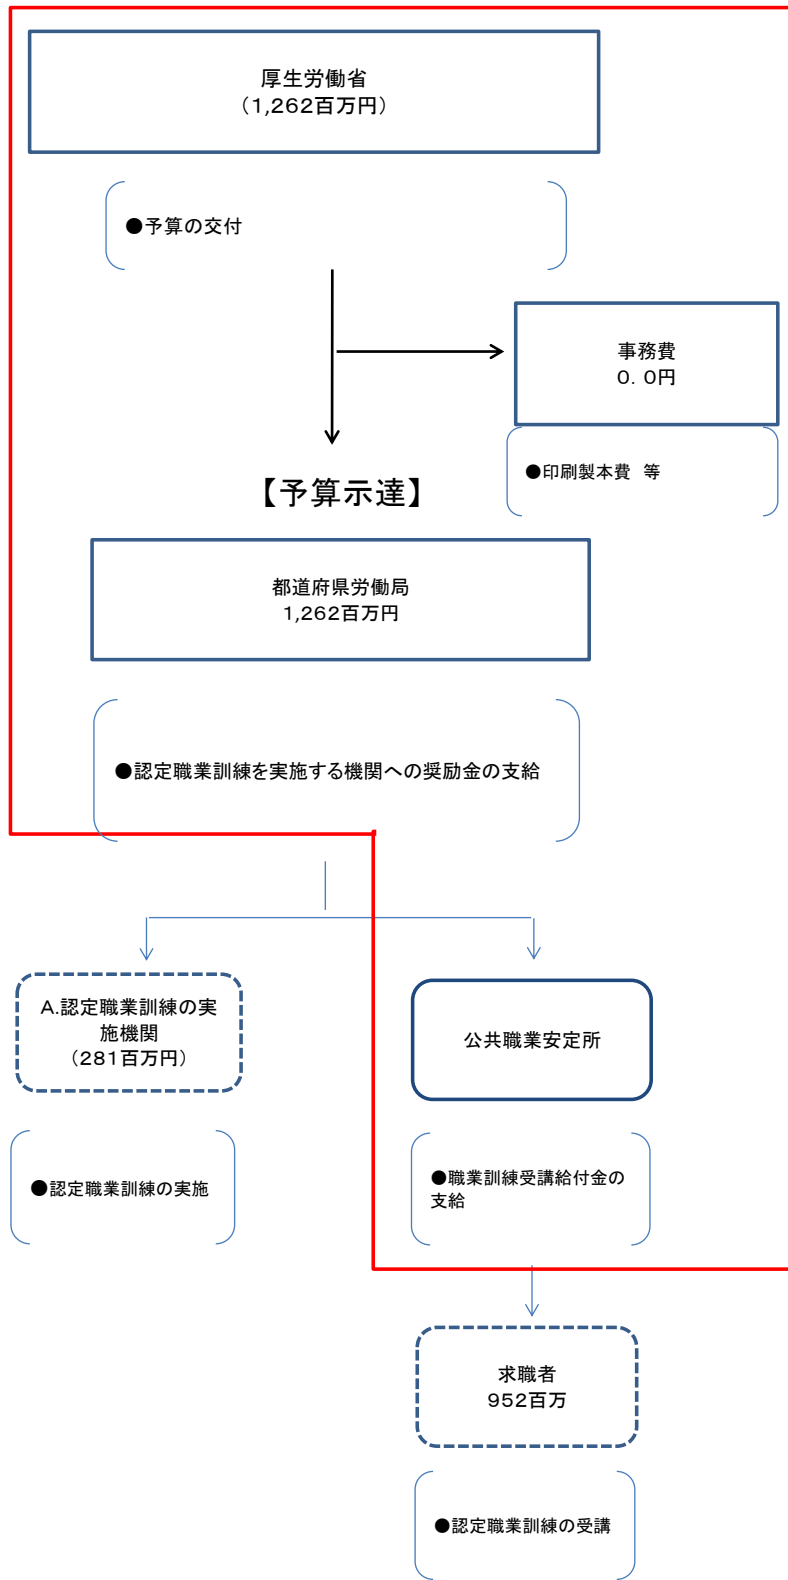 厚生労働省
（1,262百万円）
●予算の交付
事務費
０．０円
●印刷製本費　等
【予算示達】
都道府県労働局
1,262百万円
●認定職業訓練を実施する機関への奨励金の支給
A.認定職業訓練の実
施機関
（281百万円）
公共職業安定所
●認定職業訓練の実施
●職業訓練受講給付金の
支給
求職者
952百万
●認定職業訓練の受講